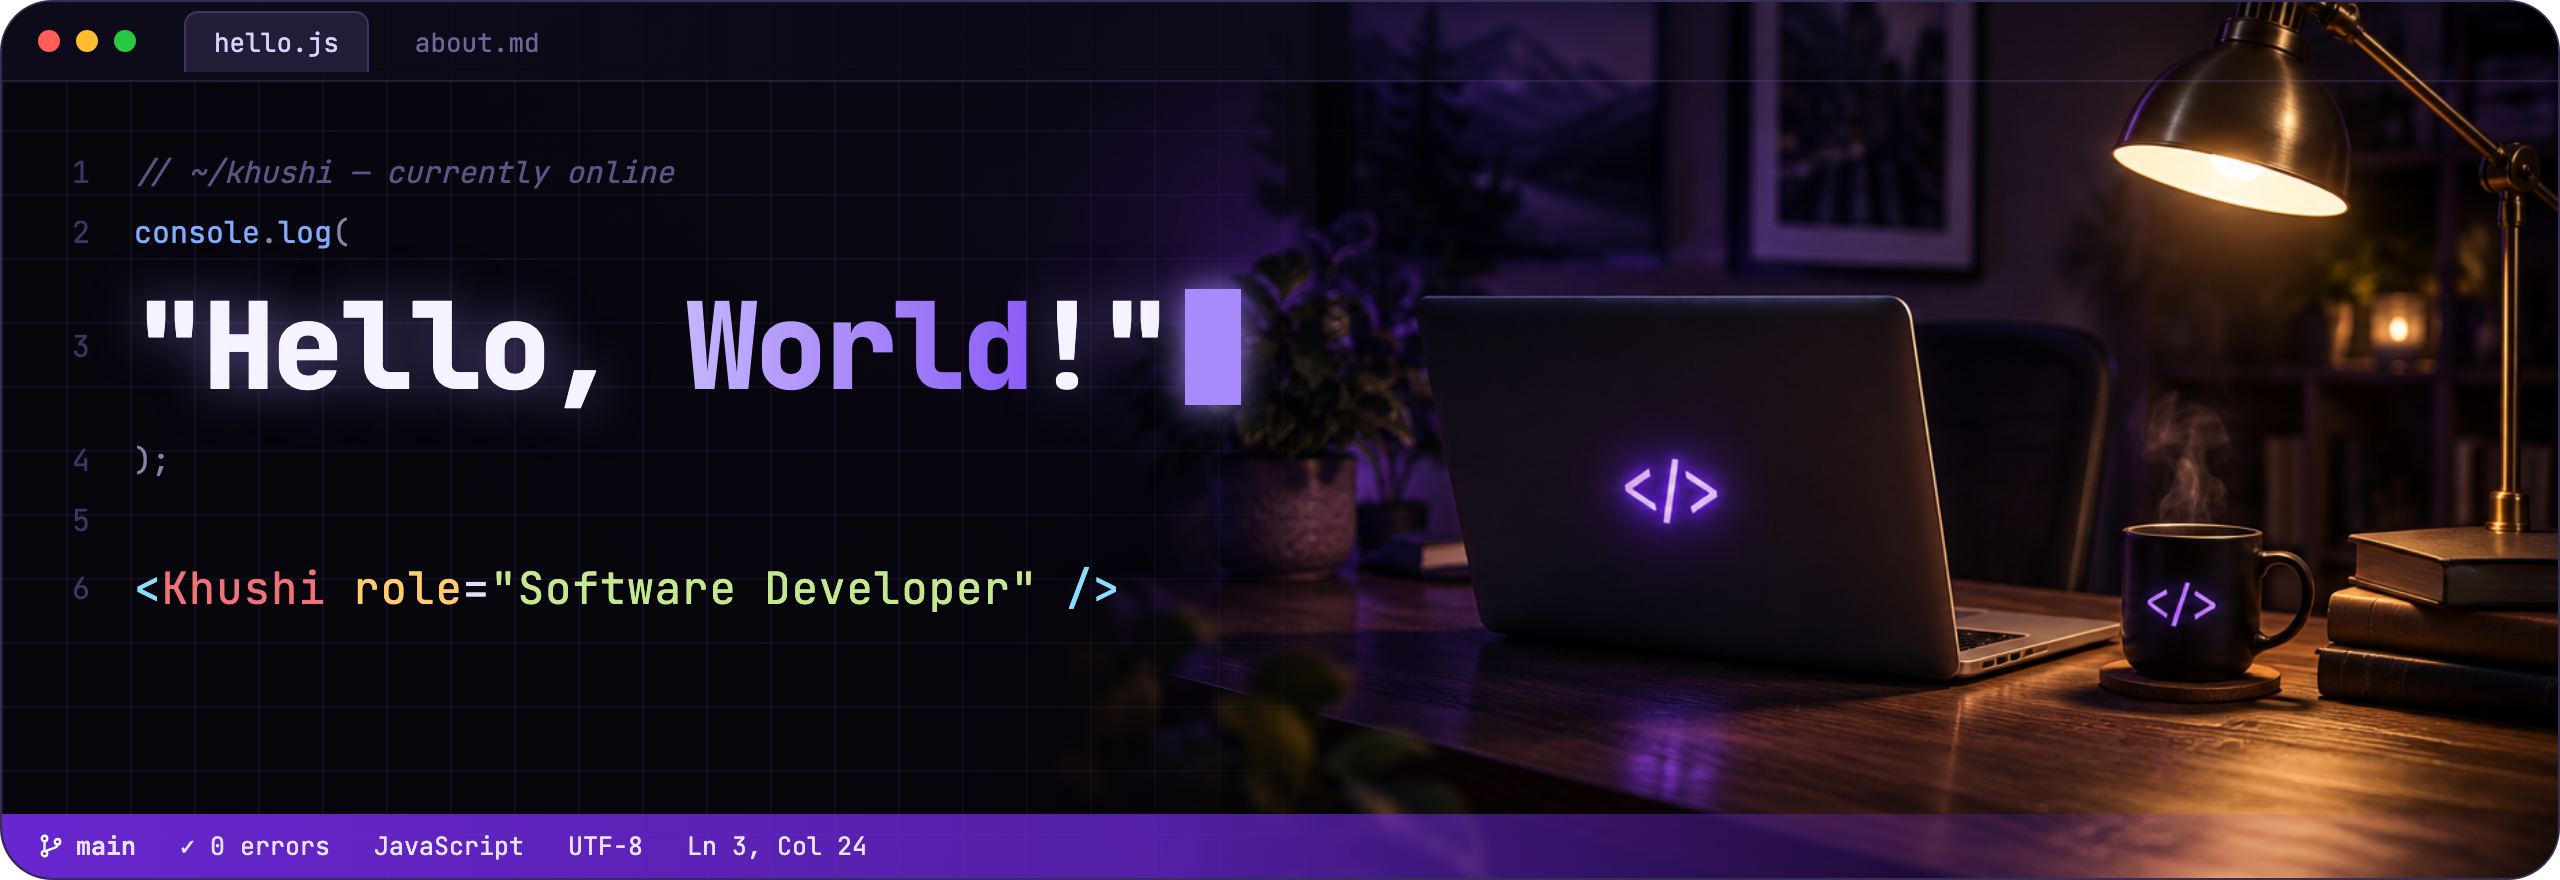 hello.js about.md
1 // ~/khushi — currently online
2 console.log(
3 "Hello, World!"
4 );
5
6 <Khushi role="Software Developer" />
</>
</>
main ✓ 0 errors JavaScript UTF-8 Ln 3, Col 24